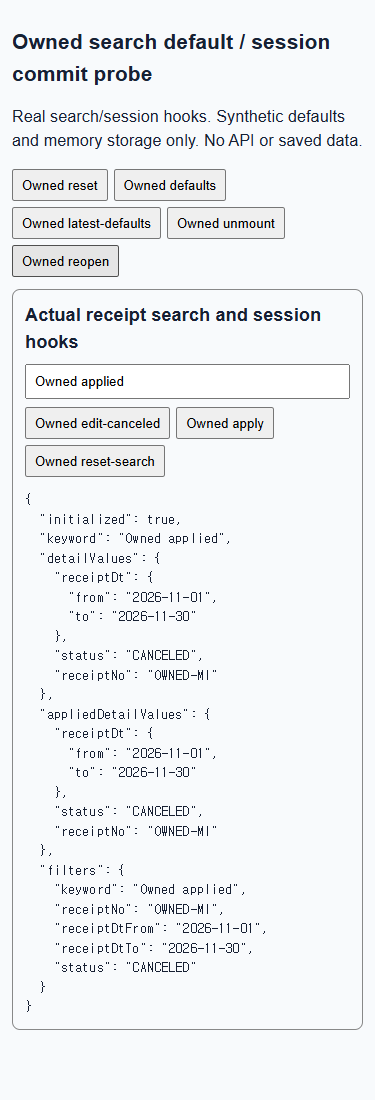 Owned search default / session
commit probe
Real search/session hooks. Synthetic defaults
and memory storage only. No API or saved data.
Owned reset Owned defaults
Owned latest-defaults Owned unmount
Owned reopen
Actual receipt search and session
hooks
Owned applied
Owned edit-canceled Owned apply
Owned reset-search
{
  "initialized": true,
  "keyword": "Owned applied",
  "detailValues": {
    "receiptDt": {
      "from": "2026-11-01",
      "to": "2026-11-30"
    },
    "status": "CANCELED",
    "receiptNo": "OWNED-MI"
  },
  "appliedDetailValues": {
    "receiptDt": {
      "from": "2026-11-01",
      "to": "2026-11-30"
    },
    "status": "CANCELED",
    "receiptNo": "OWNED-MI"
  },
  "filters": {
    "keyword": "Owned applied",
    "receiptNo": "OWNED-MI",
    "receiptDtFrom": "2026-11-01",
    "receiptDtTo": "2026-11-30",
    "status": "CANCELED"
  }
}